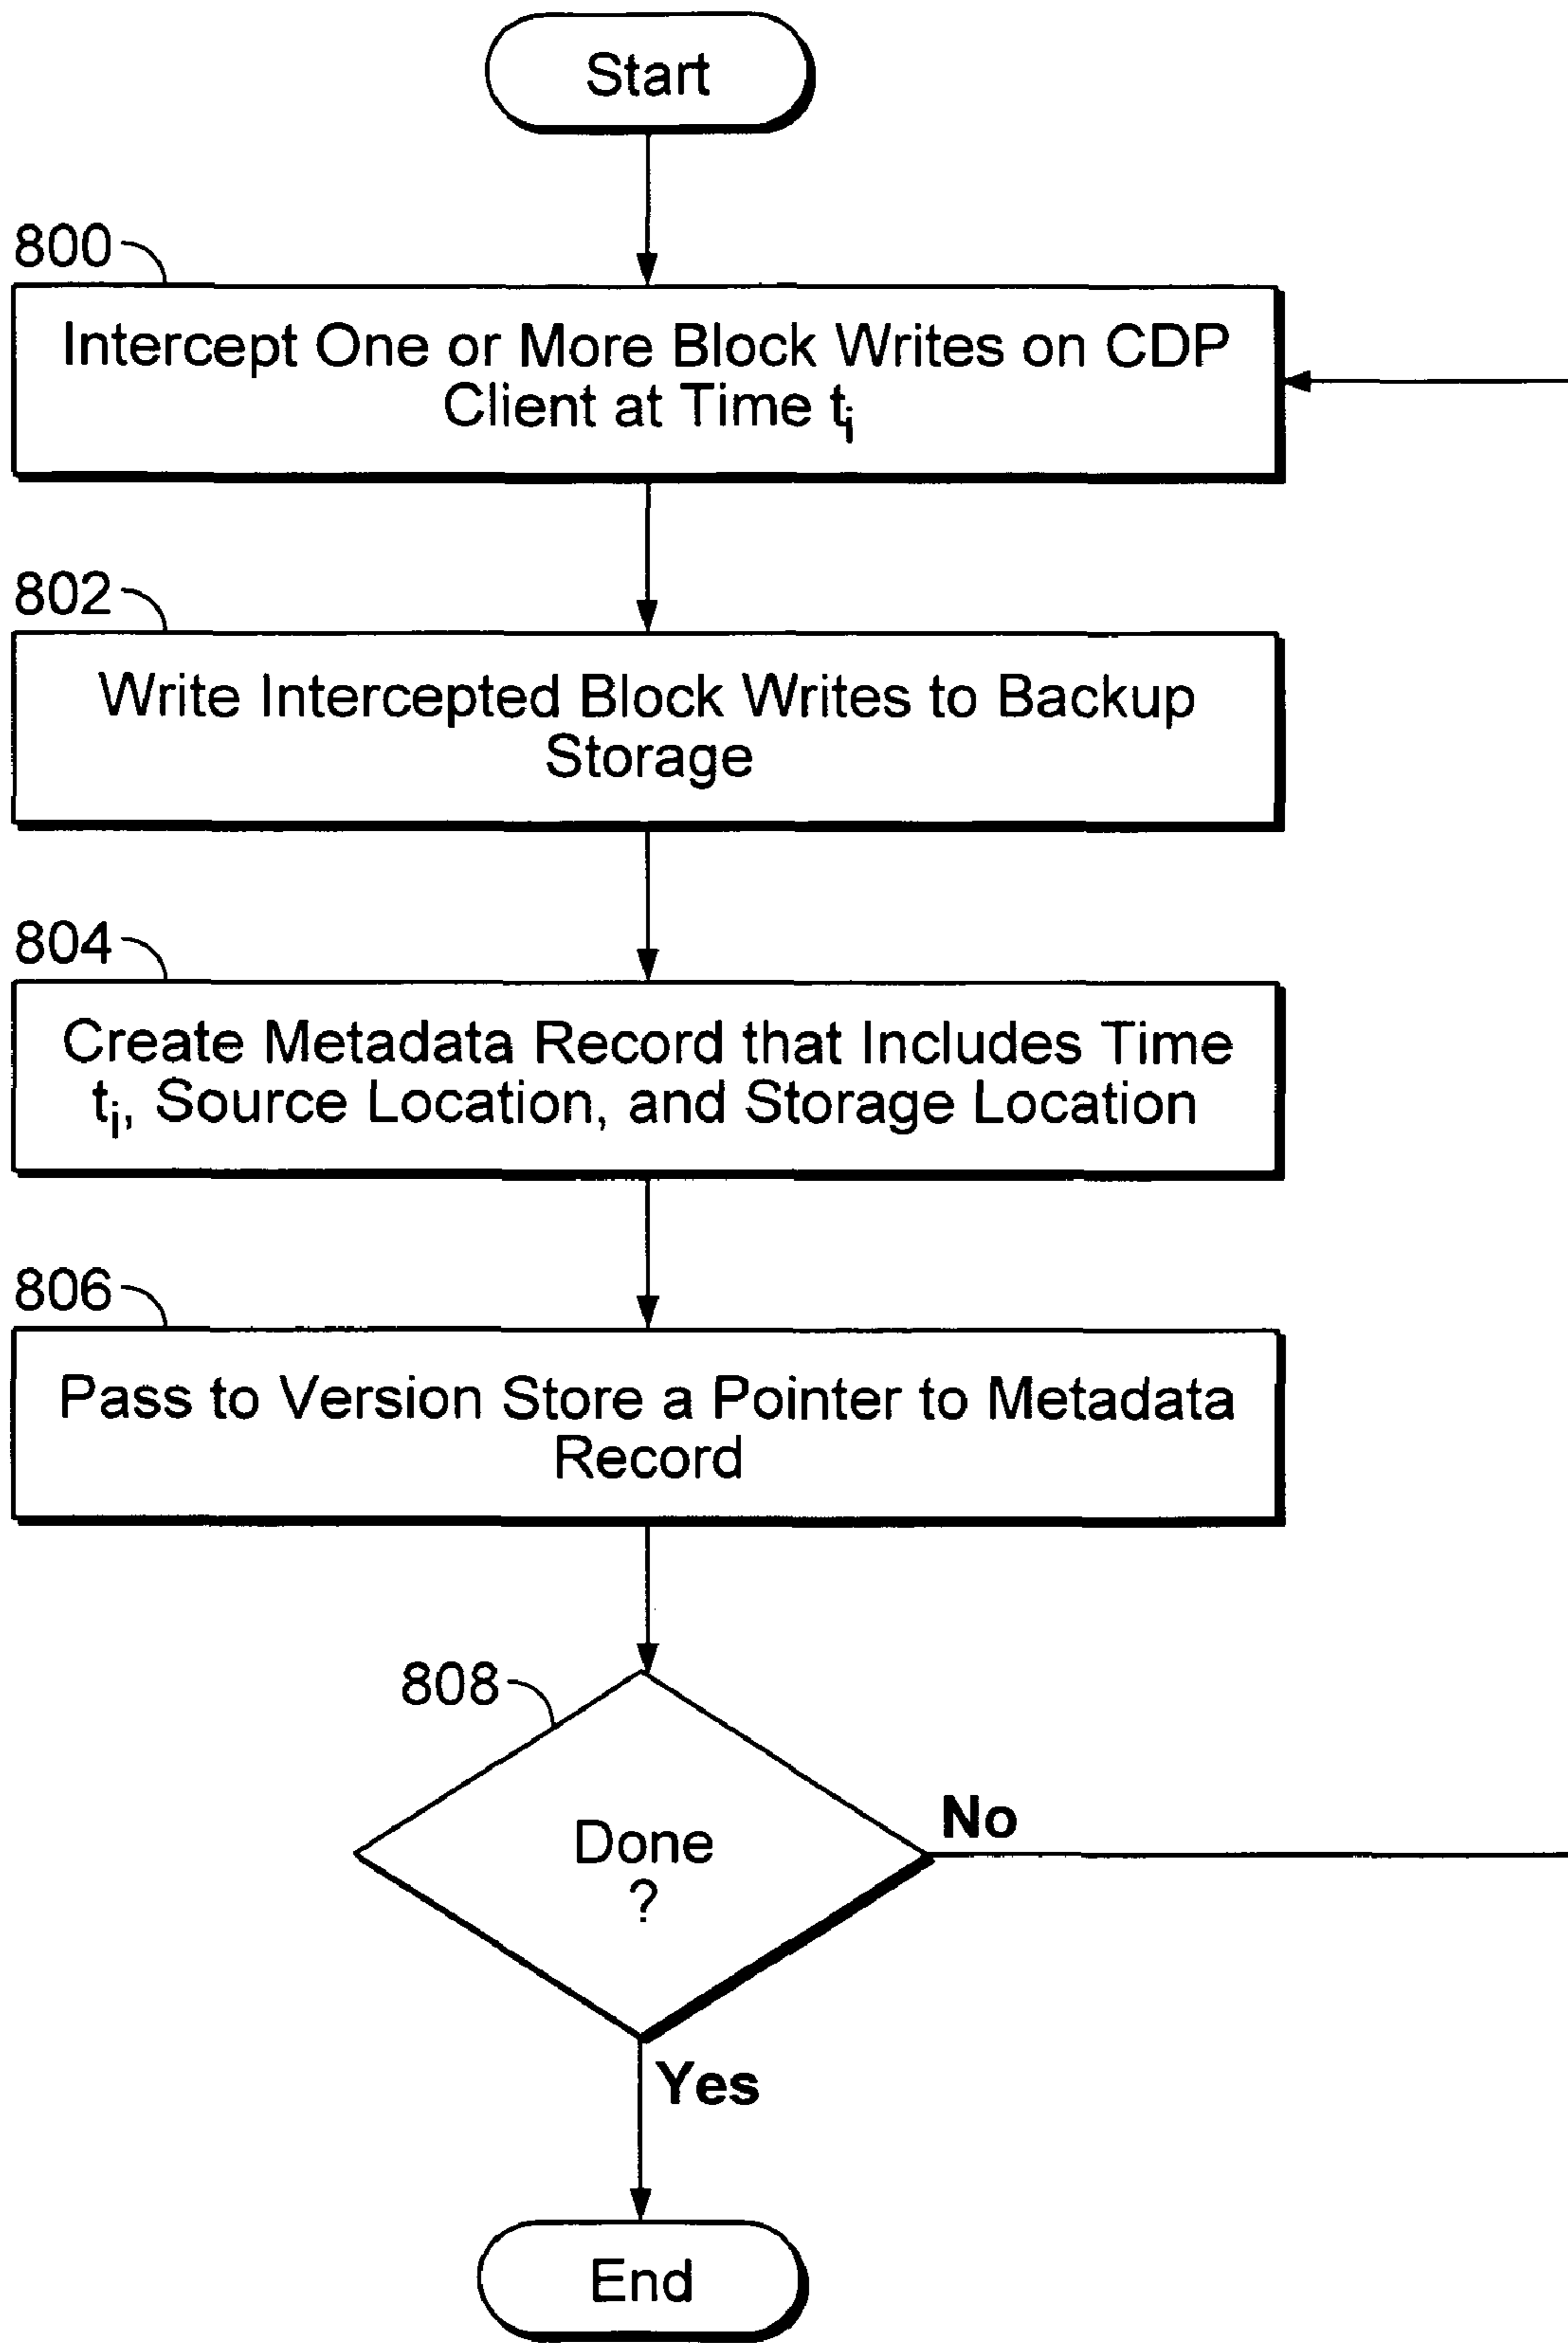 Start
800
Intercept One or More Block Writes on CDP
Client at Time ti
802
Write Intercepted Block Writes to Backup
Storage
804
Create Metadata Record that Includes Time
ti, Source Location, and Storage Location
806
Pass to Version Store a Pointer to Metadata
Record
808
Done
?
No
Yes
End